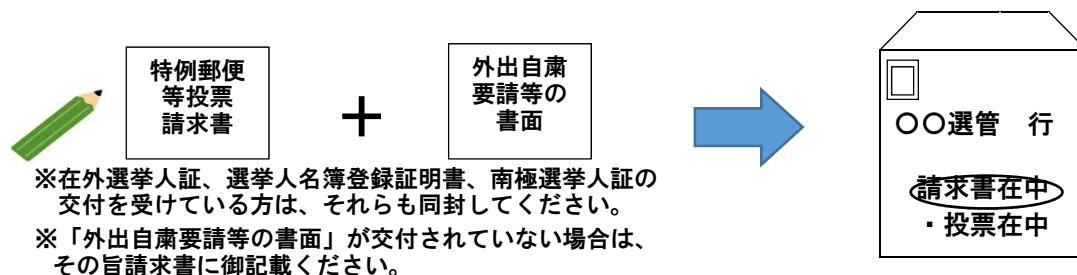 特例郵便
等投票
請求書
＋
外出自粛
要請等の
書面
※在外選挙人証、選挙人名簿登録証明書、南極選挙人証の
交付を受けている方は、それらも同封してください。
※「外出自粛要請等の書面」が交付されていない場合は、
その旨請求書に御記載ください。
〇〇選管　行
請求書在中
・投票在中